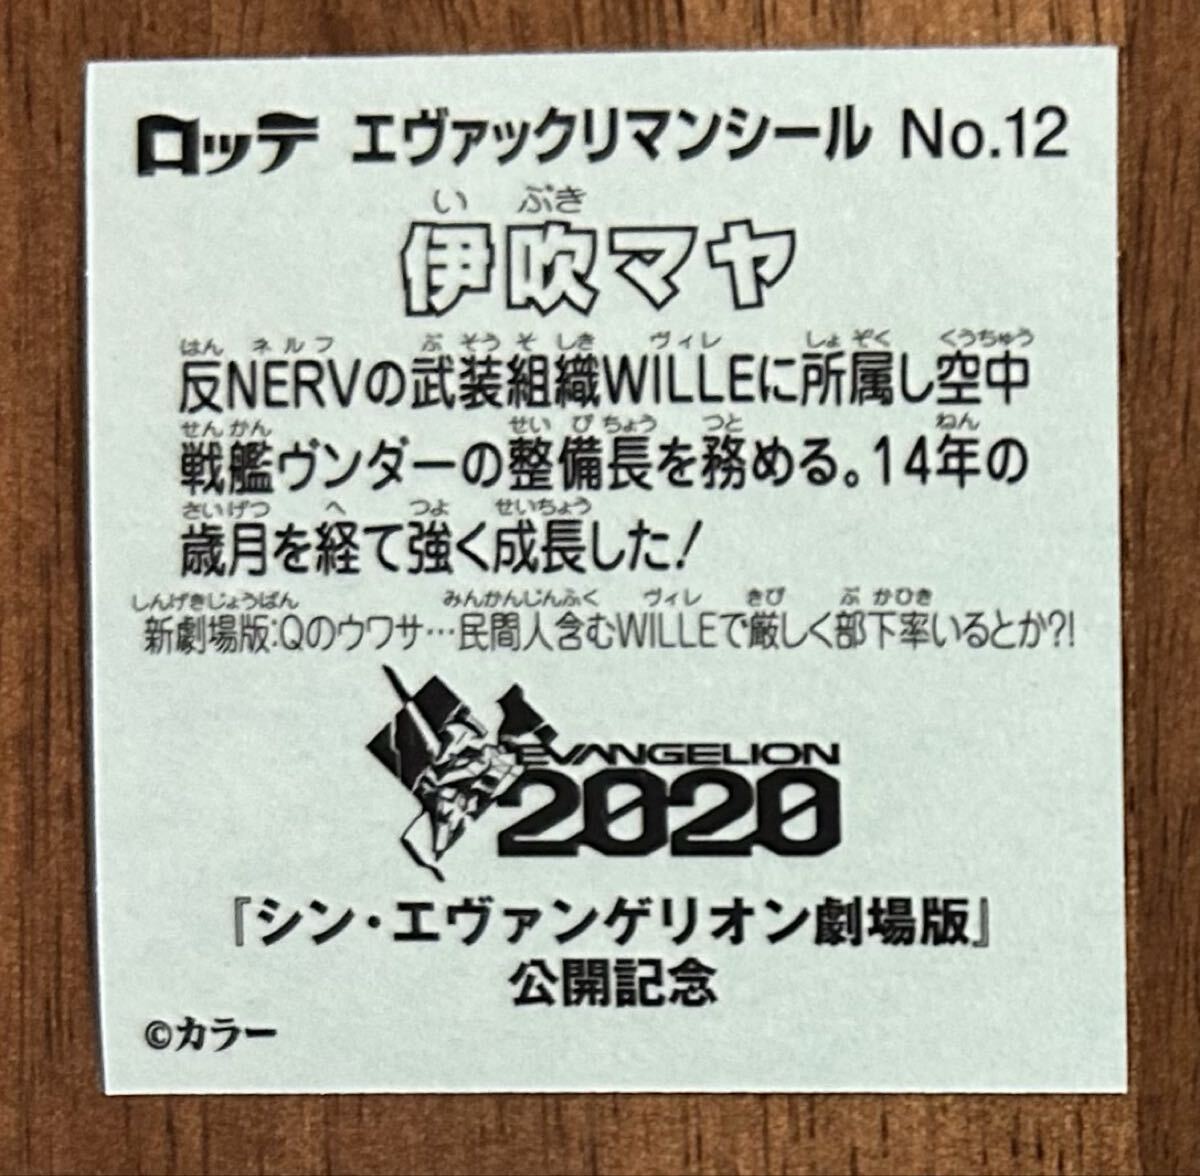 ロッテ エヴァックリマンシール No.12
い ぶき
伊吹マヤ
はん ネルフ ぶ そう そ しき ヴィレ しょ ぞく くうちゅう
反NERVの武装組織WILLEに所属し空中
せんかん せい び ちょう つと ねん
戦艦ヴンダーの整備長を務める。14年の
さいげつ へ つよ せいちょう
歳月を経て強く成長した!
しんげきじょうばん みんかんじんふく ヴィレ きび ぶ かひき
新劇場版:Qのウワサ…民間人含むWILLEで厳しく部下率いるとか?!
EVANGELION
2020
『シン・エヴァンゲリオン劇場版』
公開記念
©カラー